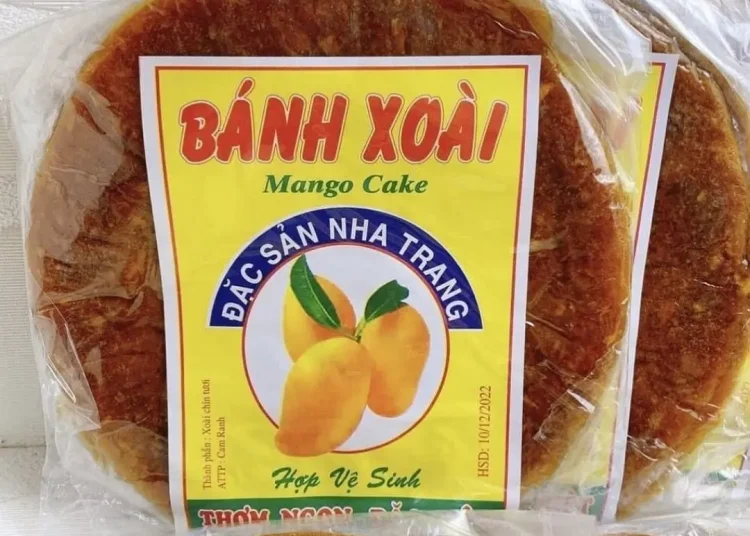 BÁNH XOÀI
Mango Cake
ĐẶC SẢN NHA TRANG
Thành phần : Xoài chín tươi
ATTP : Cam Ranh
HSD: 10/12/2022
Hợp Vệ Sinh
THƠM NGON